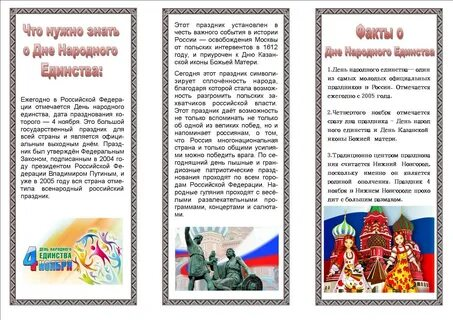 Что нужно знать
о Дне Народного
Единства:
Ежегодно в Российской Федера-
ции отмечается День народного
единства, дата празднования ко-
торого — 4 ноября. Это большой
государственный праздник для
всей страны и является офици-
альным выходным днём. Празд-
ник был утверждён Федеральным
Законом, подписанным в 2004 го-
ду президентом Российской Фе-
дерации Владимиром Путиным, и
уже в 2005 году вся страна отме-
тила всенародный российский
праздник.
ДЕНЬ НАРОДНОГО
ЕДИНСТВА
4 НОЯБРЯ
Этот праздник установлен в
честь важного события в истории
России — освобождения Москвы
от польских интервентов в 1612
году, и приурочен к Дню Казан-
ской иконы Божьей Матери.
Сегодня этот праздник символи-
зирует сплочённость народа,
благодаря которой стала возмож-
ность разгромить польских за-
хватчиков российской власти.
Этот праздник даёт возможность
не только вспомнить не только
об одной из великих побед, но и
напоминает россиянам, о том,
что Россия многонациональная
страна и только общими усилия-
ми можно победить врага. По се-
годняшний день пышные и гран-
диозные патриотические празд-
нования проходят по всем горо-
дам Российской Федерации. На-
родные гуляния проходят с весё-
лыми развлекательными про-
граммами, концертами и салюта-
ми.
Факты о
Дне Народного Единства
1.День народного единства— один
из самых молодых официальных
праздников в России. Отмечается
ежегодно с 2005 года.
2.Четвертого ноября отмечается
сразу два праздника – День народ
ного единства и День Казанской
иконы Божией матери.
3.Традиционно центром праздника
ния считается Нижний Новгород,
поскольку именно он является
родиной ополчения. Праздник 4
ноября в Нижнем Новгороде прохо
дит с большим размахом.